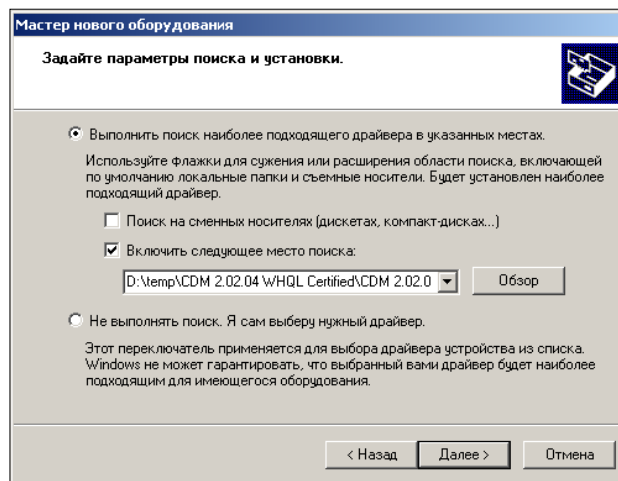 Мастер нового оборудования
Задайте параметры поиска и установки.
Выполнить поиск наиболее подходящего драйвера в указанных местах.
Используйте флажки для сужения или расширения области поиска, включающей
по умолчанию локальные папки и съемные носители. Будет установлен наиболее
подходящий драйвер.
Поиск на сменных носителях (дискетах, компакт-дисках...)
Включить следующее место поиска:
D:\temp\CDM 2.02.04 WHQL Certified\CDM 2.02.0
Обзор
Не выполнять поиск. Я сам выберу нужный драйвер.
Этот переключатель применяется для выбора драйвера устройства из списка.
Windows не может гарантировать, что выбранный вами драйвер будет наиболее
подходящим для имеющегося оборудования.
< Назад
Далее >
Отмена